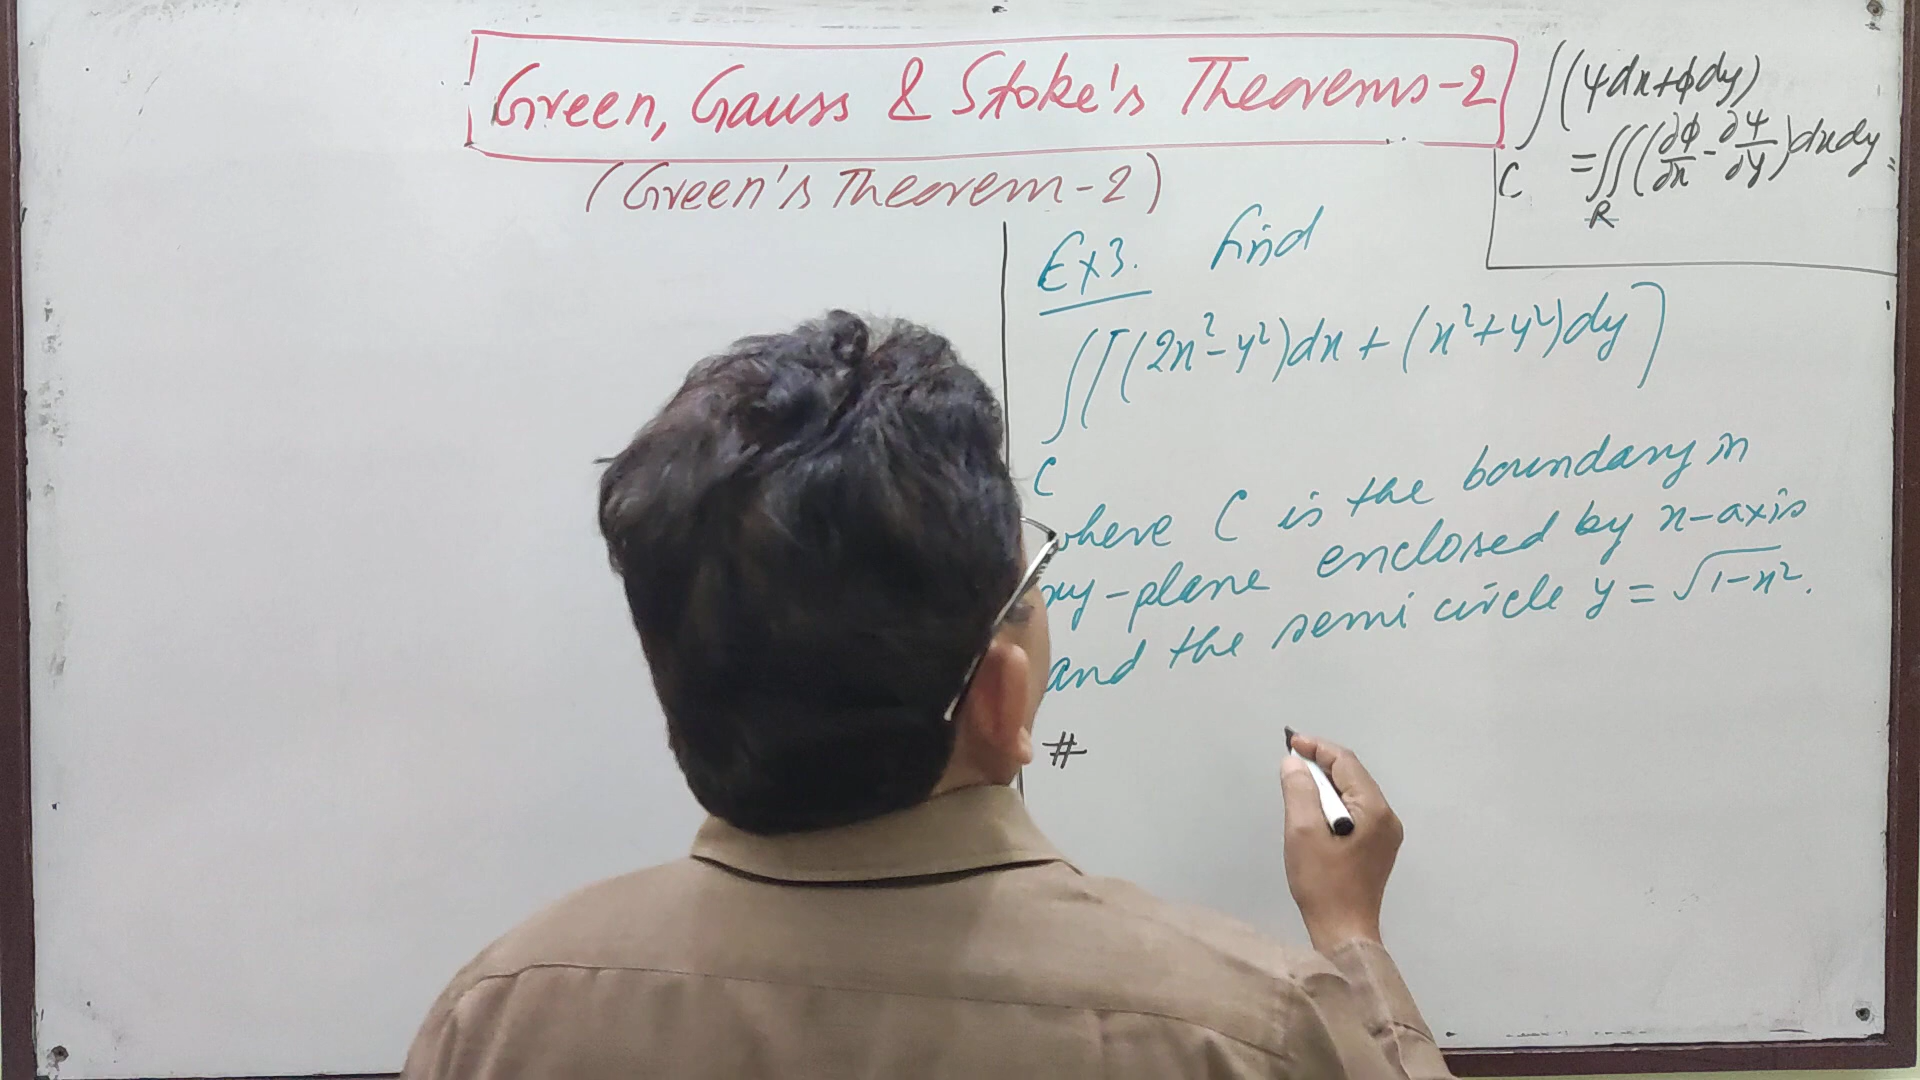 Green, Gauss & Stoke's Theorems-2
(Green's Theorem-2)
∫(ψdx+ϕdy)
C =∫∫(∂ϕ/∂x-∂ψ/∂y)dxdy
R
Ex3. Find
∫[(2x²-y²)dx+(x²+y²)dy]
C
where C is the boundary in
xy-plane enclosed by x-axis
and the semi circle y=√1-x².
#